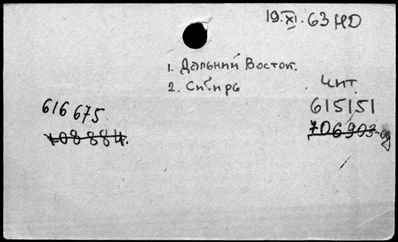 19.XI.63 НО
1. Дальний Восток.
2. Сибирь
Чит.
616675.
615151
108884.
706903-д